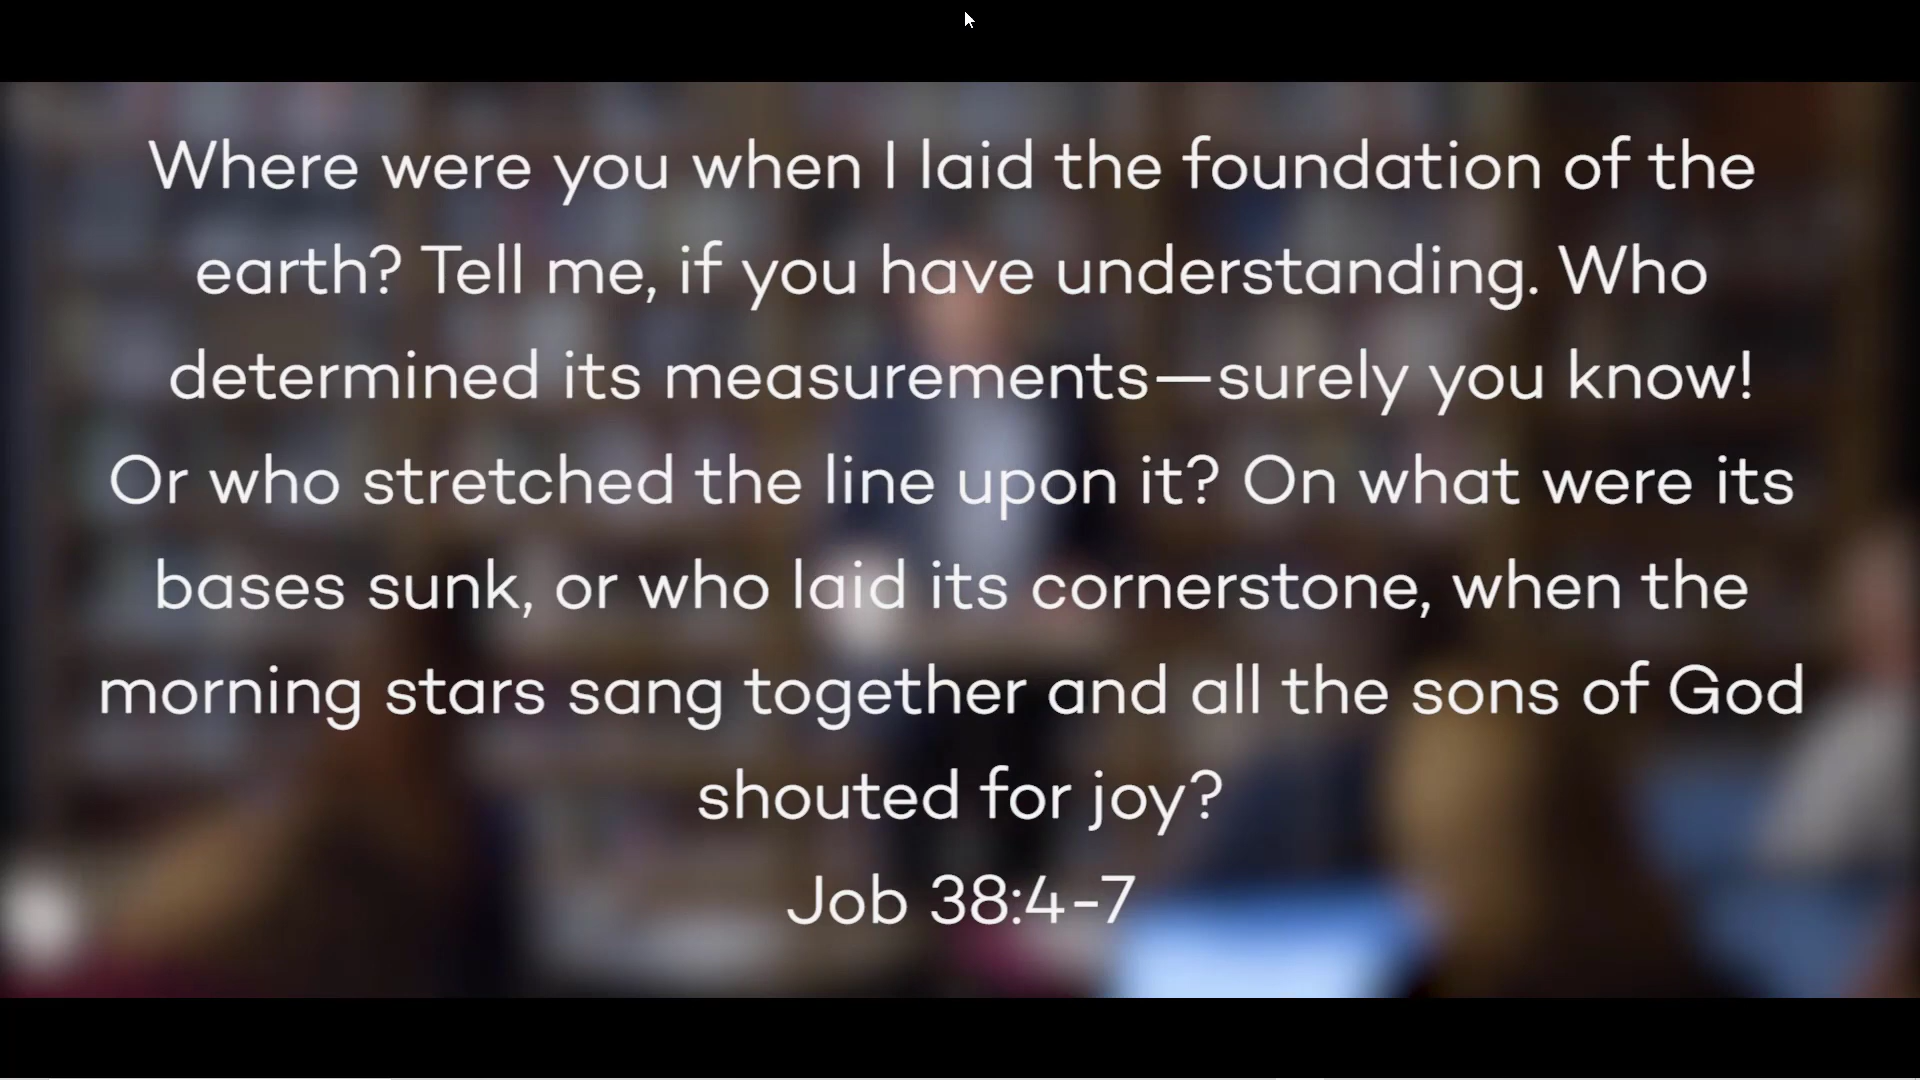 Where were you when I laid the foundation of the
earth? Tell me, if you have understanding. Who
determined its measurements—surely you know!
Or who stretched the line upon it? On what were its
bases sunk, or who laid its cornerstone, when the
morning stars sang together and all the sons of God
shouted for joy?
Job 38:4-7